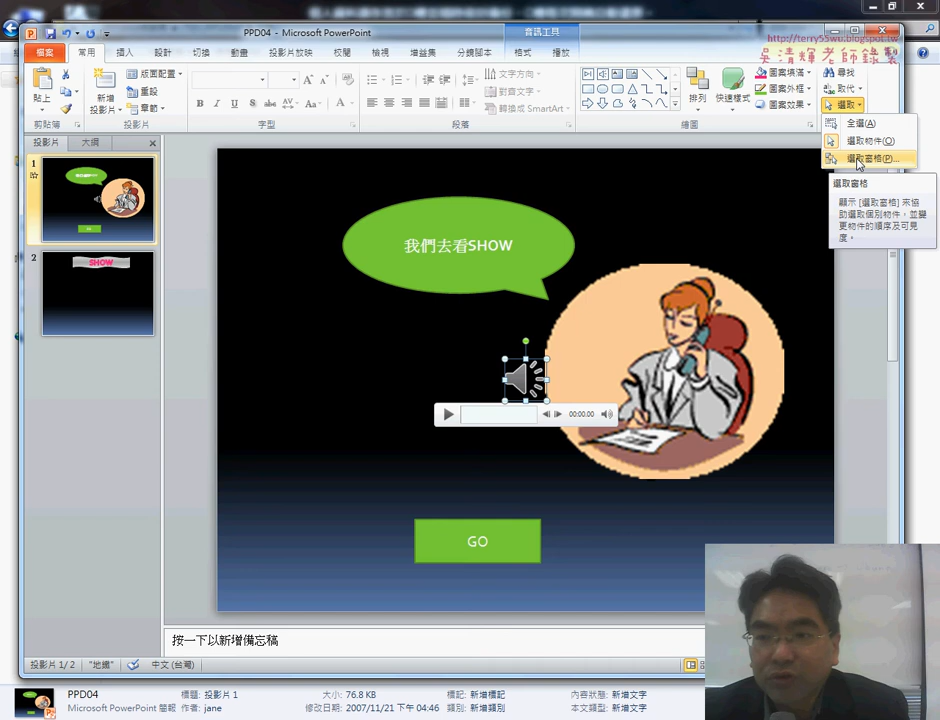 PPD04 - Microsoft PowerPoint
音訊工具
http://terry55wu.blogspot.tw
吳清輝老師錄製
檔案 常用 插入 設計 切換 動畫 投影片放映 校閱 檢視 增益集 分鏡腳本 格式 播放
貼上
新增
投影片
版面配置
重設
章節
文字方向
對齊文字
轉換成 SmartArt
排列
快速樣式
圖案填滿
圖案外框
圖案效果
尋找
取代
選取
剪貼簿 投影片 字型 段落 繪圖
全選(A)
選取物件(O)
選取窗格(P)...
選取窗格
顯示 [選取窗格] 來協
助選取個別物件，並變
更物件的順序及可見
度。
投影片 大綱
1
GO
2
SHOW
我們去看SHOW
00:00.00
GO
按一下以新增備忘稿
投影片 1/2 中文 (台灣)
PPD04 標題: 投影片 1 大小: 76.8 KB 標記: 新增標記 內容狀態: 新增文字
Microsoft PowerPoint 簡報 作者: jane 修改日期: 2007/11/21 下午 04:46 類別: 新增類別 本文類型: 新增文字